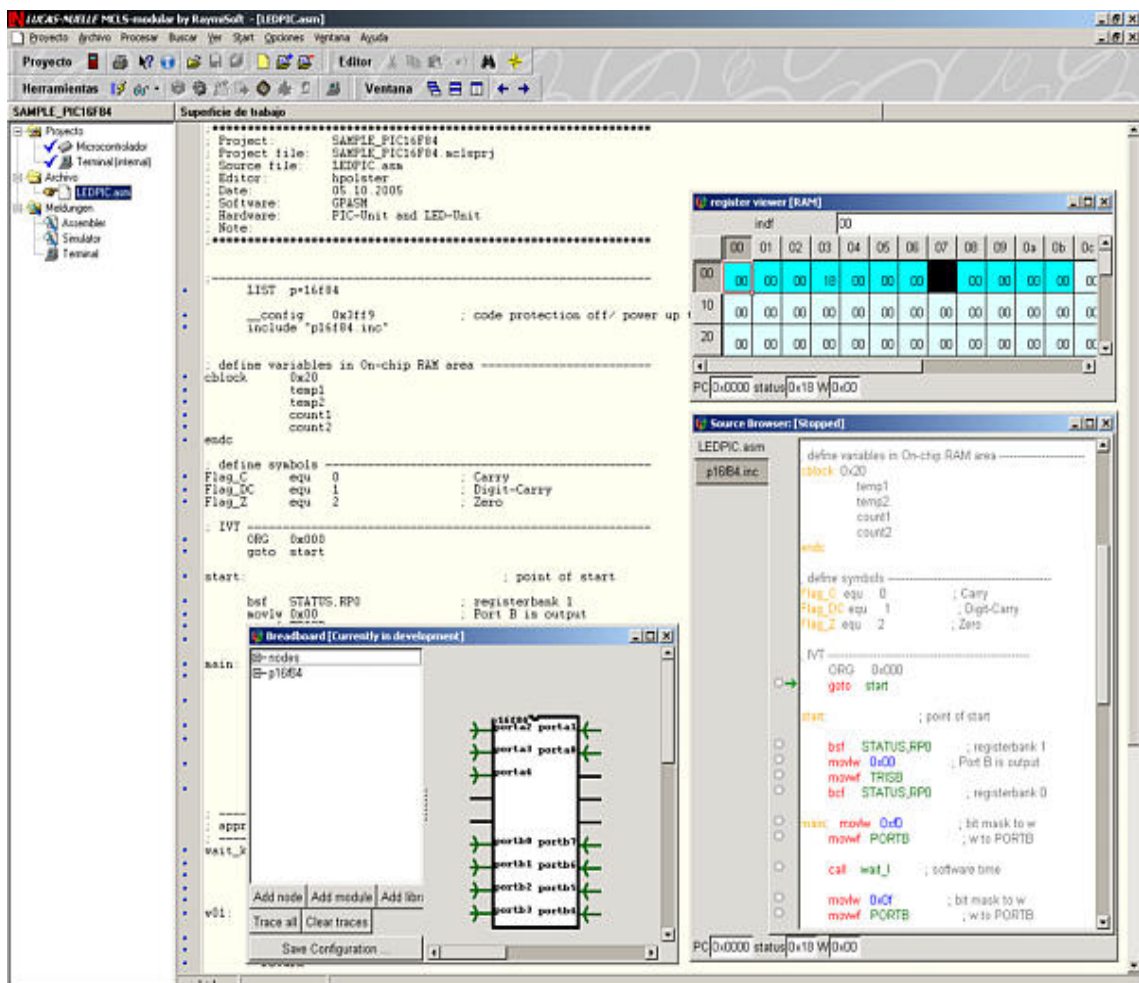 LUCAS-NUELLE MCLS-modular by RaymiSoft - [LEDPIC.asm]
Proyecto Archivo Procesar Buscar Ver Start Opciones Ventana Ayuda
Proyecto Editor
Herramientas Ventana
SAMPLE_PIC16F84 Superficie de trabajo
Proyecto
Microcontrolador
Terminal (internal)
Archivo
LEDPIC.asm
Meldungen
Assembler
Simulator
Terminal
; Project: SAMPLE_PIC16F84
; Project file: SAMPLE_PIC16F84.mclsprj
; Source file: LEDPIC.asm
; Editor: hpolster
; Date: 05.10.2005
; Software: GPASM
; Hardware: PIC-Unit and LED-Unit
; Note:
LIST p=16f84
__config 0x3ff9 ; code protection off/ power up
include "p16f84.inc"
; define variables in On-chip RAM area
cblock 0x20
temp1
temp2
count1
count2
endc
; define symbols
Flag_C equ 0 ; Carry
Flag_DC equ 1 ; Digit-Carry
Flag_Z equ 2 ; Zero
; IVT
ORG 0x000
goto start
start: ; point of start
bsf STATUS,RP0 ; registerbank 1
movlw 0x00 ; Port B is output
main:
; appr
wait_k
w01:
register viewer [RAM]
indf 00
00 01 02 03 04 05 06 07 08 09 0a 0b 0c
00 00 00 00 18 00 00 00 00 00 00 00
10 00 00 00 00 00 00 00 00 00 00 00 00
20 00 00 00 00 00 00 00 00 00 00 00 00
PC 0x0000 status 0x18 W 0x00
Source Browser: [Stopped]
LEDPIC.asm
p16f84.inc
; define variables in On-chip RAM area
cblock 0x20
temp1
temp2
count1
count2
endc
; define symbols
Flag_C equ 0 ; Carry
Flag_DC equ 1 ; Digit-Carry
Flag_Z equ 2 ; Zero
; IVT
ORG 0x000
goto start
start: ; point of start
bsf STATUS,RP0 ; registerbank 1
movlw 0x00 ; Port B is output
movwf TRISB
bcf STATUS,RP0 ; registerbank 0
main: movlw 0xf0 ; bit mask to w
movwf PORTB ; w to PORTB
call wait_l ; software time
movlw 0x0f ; bit mask to w
movwf PORTB ; w to PORTB
PC 0x0000 status 0x18 W 0x00
Breadboard [Currently in development]
nodes
p16f84
p16f84
porta2 porta1
porta3 porta0
porta4
portb0 portb7
portb1 portb6
portb2 portb5
portb3 portb4
Add node Add module Add libr
Trace all Clear traces
Save Configuration ...